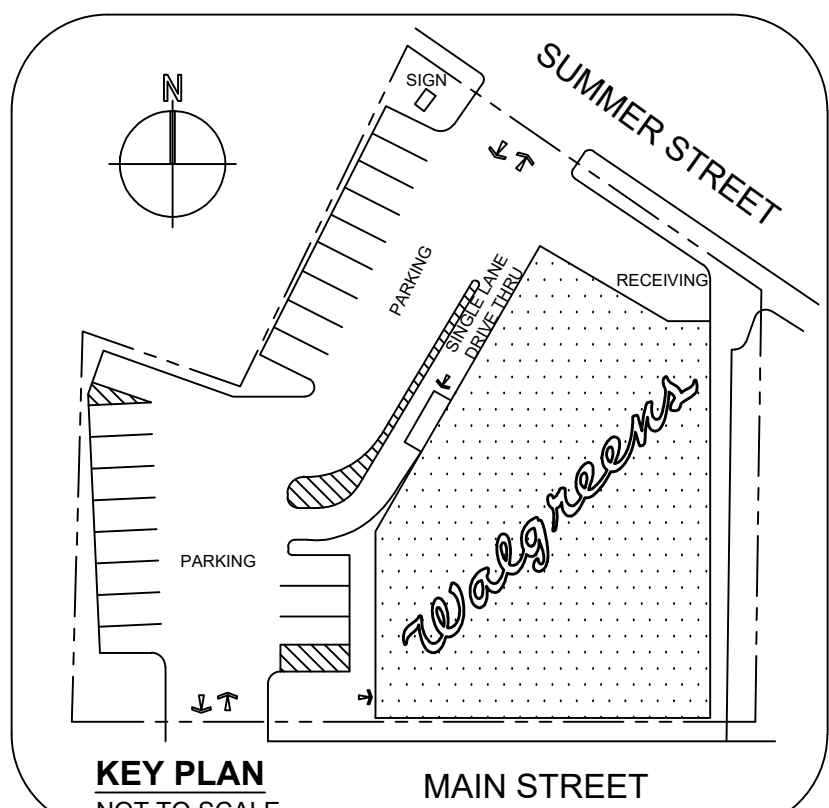 SUMMER STREET
SIGN
N
PARKING
SINGLE LANE
DRIVE THRU
RECEIVING
Walgreens
PARKING
KEY PLAN
NOT TO SCALE
MAIN STREET